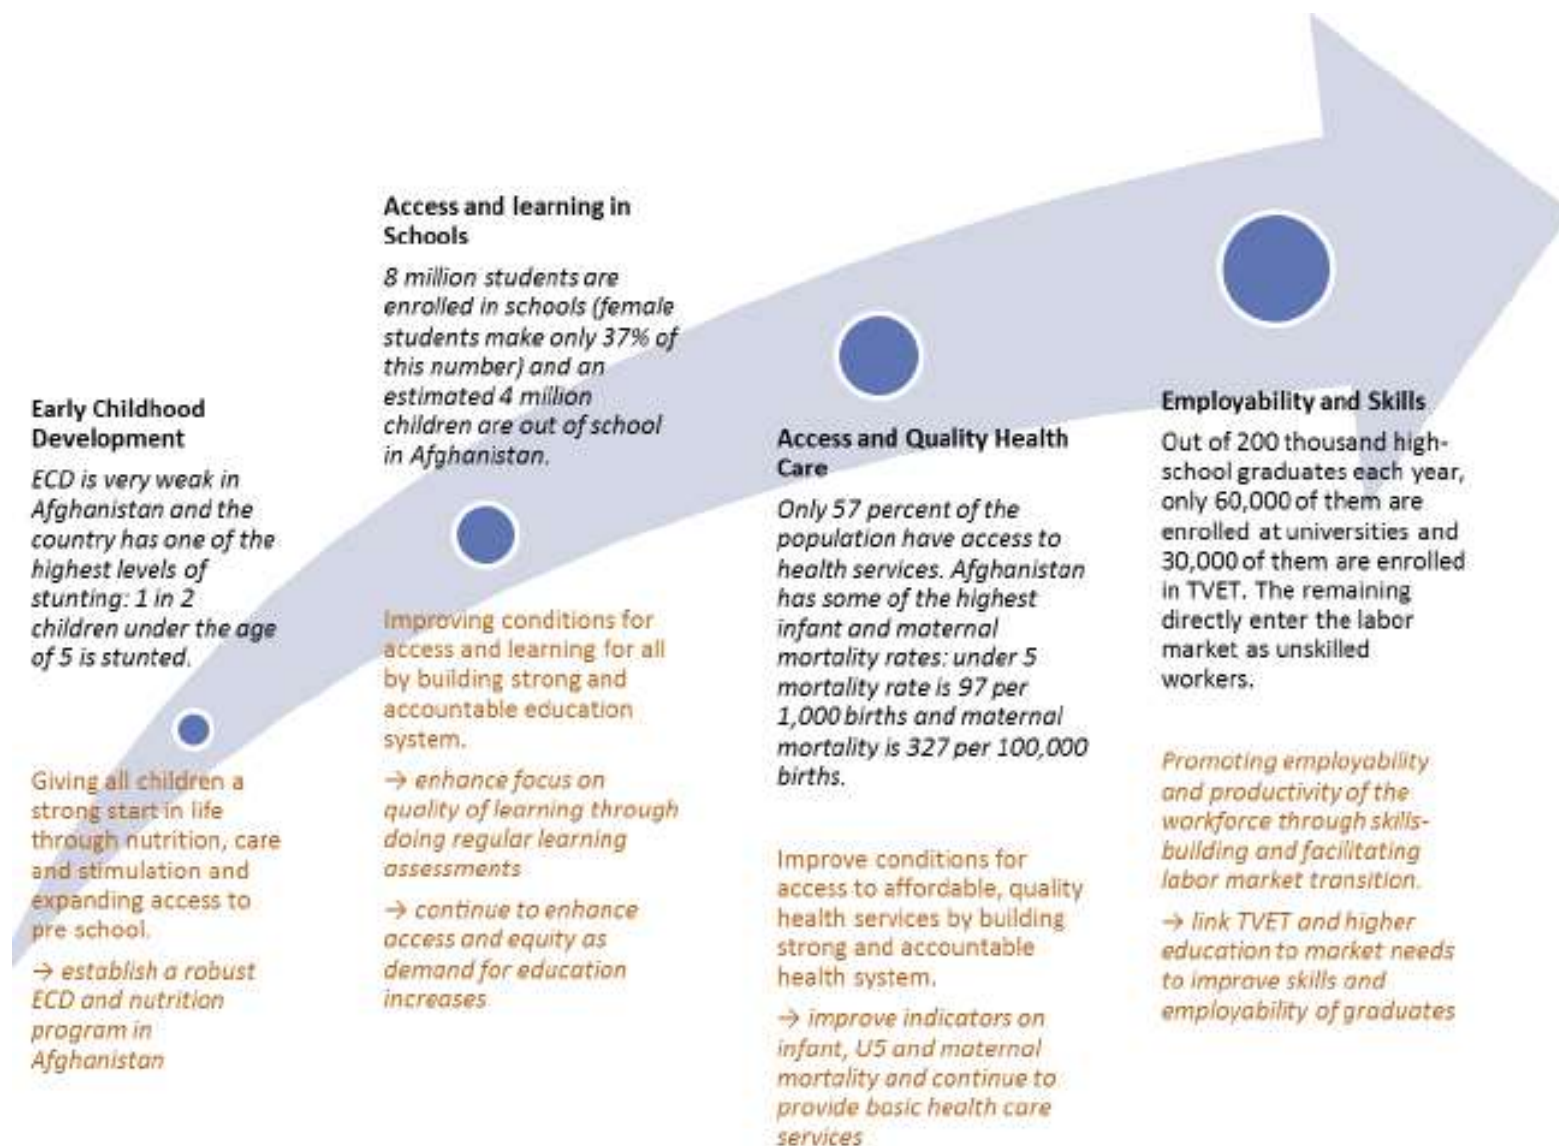 Early Childhood
Development
ECD is very weak in
Afghanistan and the
country has one of the
highest levels of
stunting: 1 in 2
children under the age
of 5 is stunted.
Giving all children a
strong start in life
through nutrition, care
and stimulation and
expanding access to
pre school.
→ establish a robust
ECD and nutrition
program in
Afghanistan
Access and learning in
Schools
8 million students are
enrolled in schools (female
students make only 37% of
this number) and an
estimated 4 million
children are out of school
in Afghanistan.
Improving conditions for
access and learning for all
by building strong and
accountable education
system.
→ enhance focus on
quality of learning through
doing regular learning
assessments
→ continue to enhance
access and equity as
demand for education
increases
Access and Quality Health
Care
Only 57 percent of the
population have access to
health services. Afghanistan
has some of the highest
infant and maternal
mortality rates: under 5
mortality rate is 97 per
1,000 births and maternal
mortality is 327 per 100,000
births.
Improve conditions for
access to affordable, quality
health services by building
strong and accountable
health system.
→ improve indicators on
infant, U5 and maternal
mortality and continue to
provide basic health care
services
Employability and Skills
Out of 200 thousand high-
school graduates each year,
only 60,000 of them are
enrolled at universities and
30,000 of them are enrolled
in TVET. The remaining
directly enter the labor
market as unskilled
workers.
Promoting employability
and productivity of the
workforce through skills-
building and facilitating
labor market transition.
→ link TVET and higher
education to market needs
to improve skills and
employability of graduates